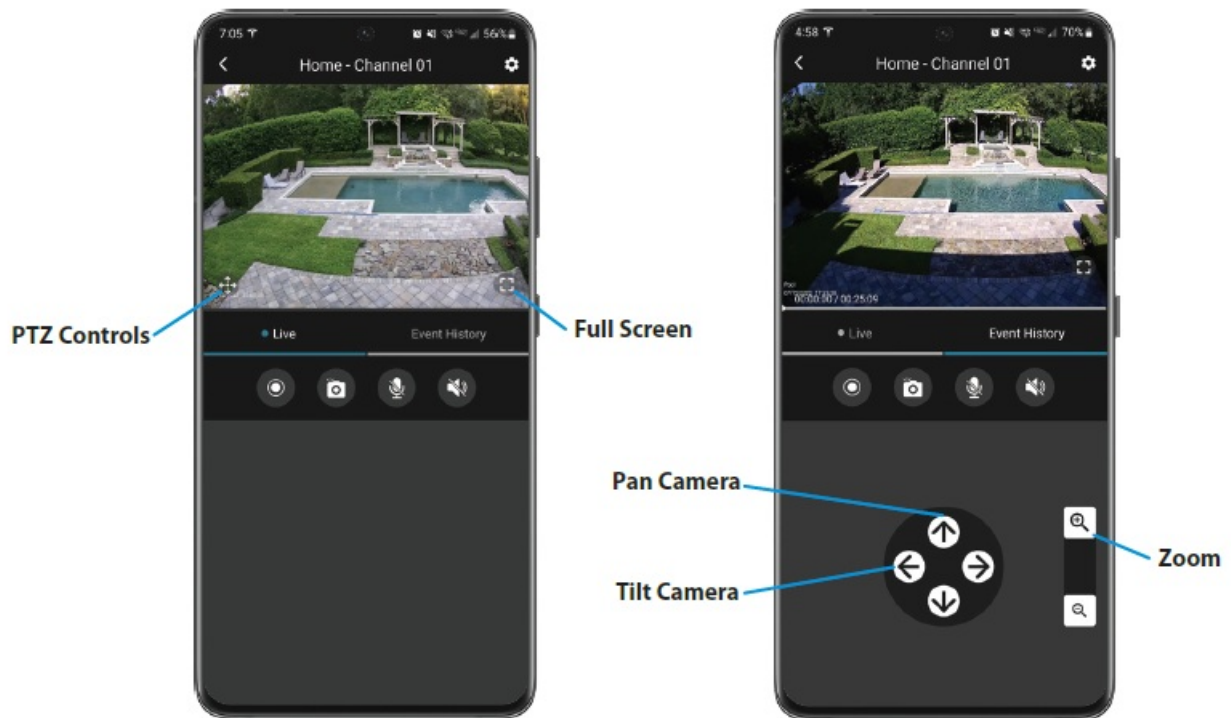 7:05
56%
Home - Channel 01
PTZ Controls
Full Screen
Live
Event History
4:58
70%
Home - Channel 01
Pool
00:00:00 / 00:25:09
Live
Event History
Pan Camera
Tilt Camera
Zoom